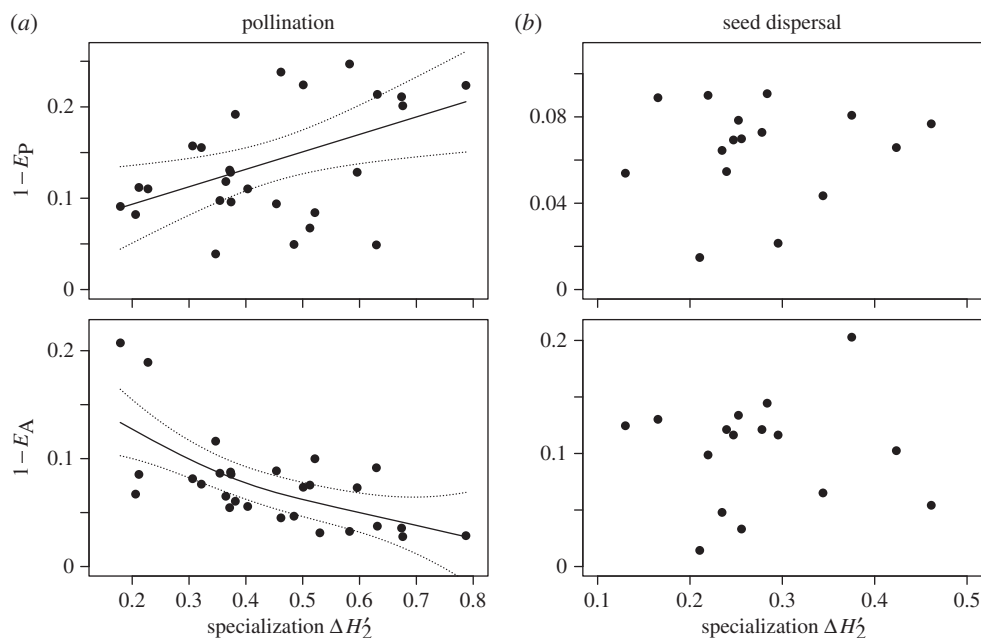 (a) pollination
(b) seed dispersal
1 − E_P
0.2
0.1
0
0.08
0.04
0
1 − E_A
0.2
0.1
0
0.2
0.1
0
0.2 0.3 0.4 0.5 0.6 0.7 0.8
specialization ΔH′₂
0.1 0.2 0.3 0.4 0.5
specialization ΔH′₂